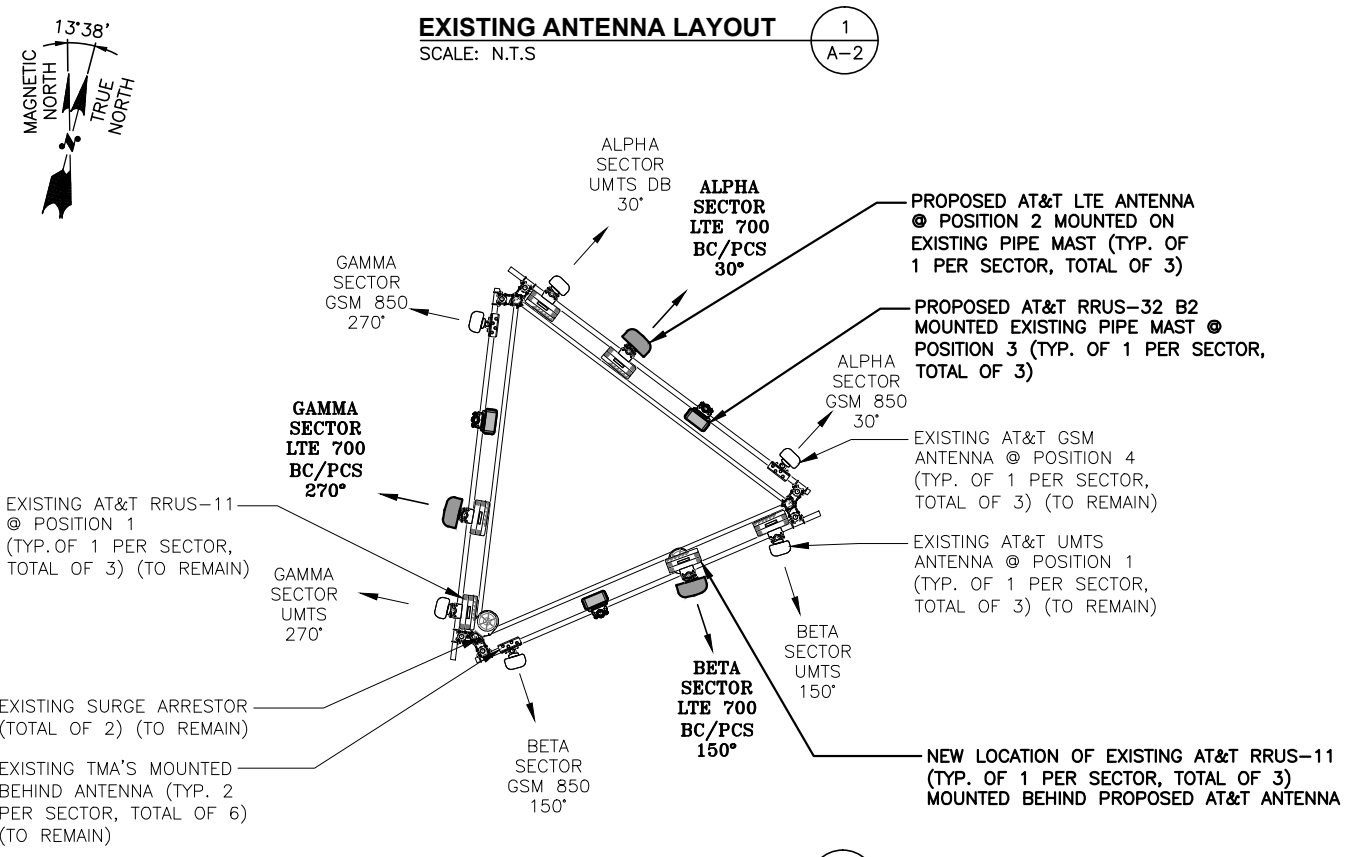 EXISTING ANTENNA LAYOUT
SCALE: N.T.S
1
A-2
13°38'
MAGNETIC
NORTH
TRUE
NORTH
N
ALPHA
SECTOR
UMTS DB
30°
ALPHA
SECTOR
LTE 700
BC/PCS
30°
PROPOSED AT&T LTE ANTENNA
@ POSITION 2 MOUNTED ON
EXISTING PIPE MAST (TYP. OF
1 PER SECTOR, TOTAL OF 3)
GAMMA
SECTOR
GSM 850
270°
PROPOSED AT&T RRUS-32 B2
MOUNTED EXISTING PIPE MAST @
POSITION 3 (TYP. OF 1 PER SECTOR,
TOTAL OF 3)
ALPHA
SECTOR
GSM 850
30°
GAMMA
SECTOR
LTE 700
BC/PCS
270°
EXISTING AT&T GSM
ANTENNA @ POSITION 4
(TYP. OF 1 PER SECTOR,
TOTAL OF 3) (TO REMAIN)
EXISTING AT&T RRUS-11
@ POSITION 1
(TYP.OF 1 PER SECTOR,
TOTAL OF 3) (TO REMAIN)
EXISTING AT&T UMTS
ANTENNA @ POSITION 1
(TYP. OF 1 PER SECTOR,
TOTAL OF 3) (TO REMAIN)
GAMMA
SECTOR
UMTS
270°
BETA
SECTOR
UMTS
150°
BETA
SECTOR
LTE 700
BC/PCS
150°
EXISTING SURGE ARRESTOR
(TOTAL OF 2) (TO REMAIN)
BETA
SECTOR
GSM 850
150°
EXISTING TMA'S MOUNTED
BEHIND ANTENNA (TYP. 2
PER SECTOR, TOTAL OF 6)
(TO REMAIN)
NEW LOCATION OF EXISTING AT&T RRUS-11
(TYP. OF 1 PER SECTOR, TOTAL OF 3)
MOUNTED BEHIND PROPOSED AT&T ANTENNA